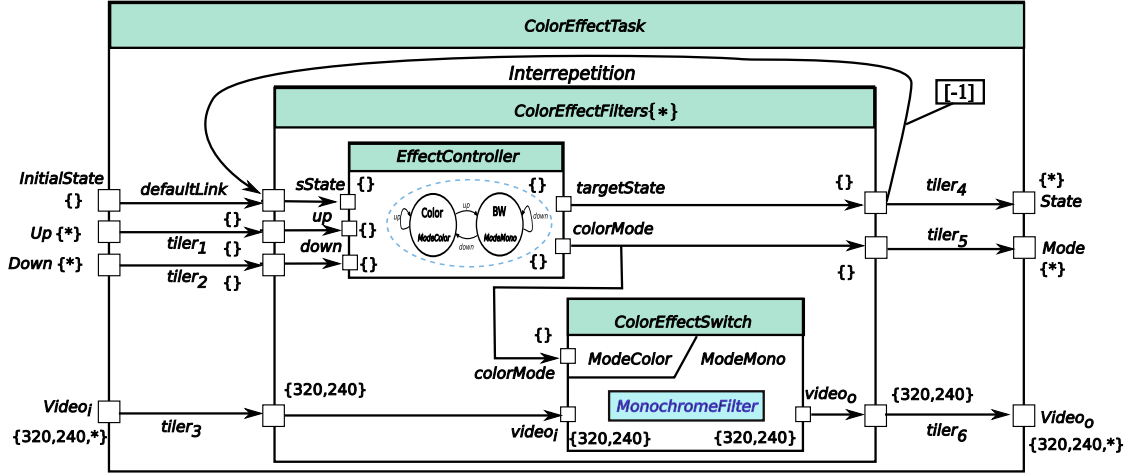 ColorEffectTask
Interrepetition
[-1]
ColorEffectFilters{*}
EffectController
InitialState
{}
defaultLink
sState
{}
{}
targetState
{}
tiler4
{*}
State
Up {*}
tiler1
{}
up
{}
Down {*}
tiler2
{}
{}
down
{}
Color
ModeColor
BW
ModeMono
up
up
down
down
{}
colorMode
{}
tiler5
Mode
{*}
ColorEffectSwitch
{}
colorMode
ModeColor
ModeMono
MonochromeFilter
Videoi
{320,240,*}
tiler3
{320,240}
videoi
{320,240}
{320,240}
videoo
{320,240}
tiler6
Videoo
{320,240,*}